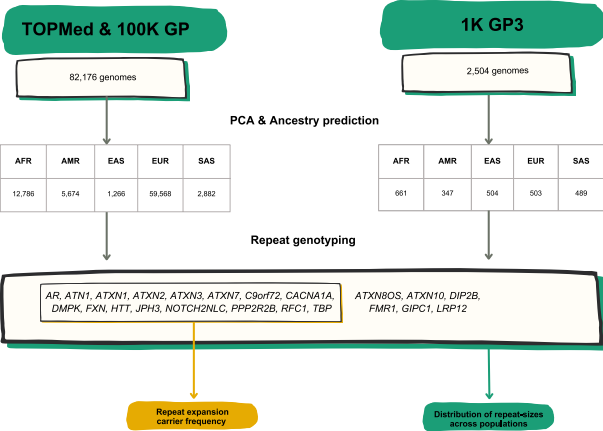 TOPMed & 100K GP
1K GP3
82,176 genomes
2,504 genomes
PCA & Ancestry prediction
AFR AMR EAS EUR SAS
12,786 5,674 1,266 59,568 2,882
AFR AMR EAS EUR SAS
661 347 504 503 489
Repeat genotyping
AR, ATN1, ATXN1, ATXN2, ATXN3, ATXN7, C9orf72, CACNA1A,
DMPK, FXN, HTT, JPH3, NOTCH2NLC, PPP2R2B, RFC1, TBP
ATXN8OS, ATXN10, DIP2B,
FMR1, GIPC1, LRP12
Repeat expansion
carrier frequency
Distribution of repeat-sizes
across populations